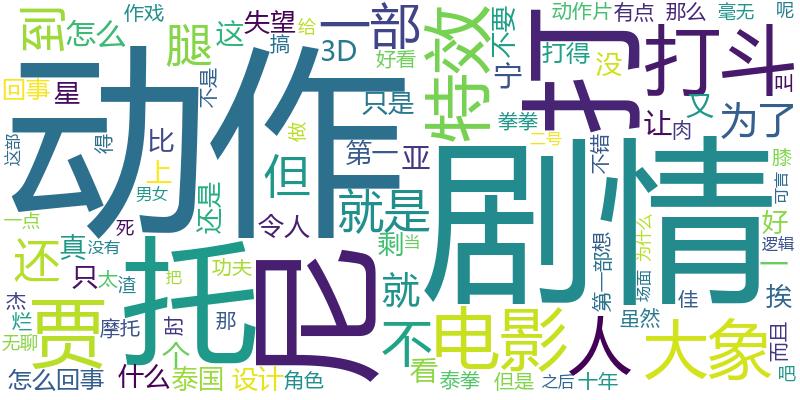 到
怎么
腿
作戏
这
失望
给
一部
3D
搞
好看
特效
不要
动作片
有点
那么
毫无
呢
打得
没
打
打斗
叫
回事
星
不是
只是
宁
拳拳
让
肉
又
为了
动作
这部
得
比
上
男女
还是
但
做
第一
亚
二号
不错
剧情
膝
可言
一点
还
真
没有
死
令人
就是
剩
当
第一部
想
为什么
好
逻辑
一
只
太
渣
托
功夫
把
尼
就
不
场面
佳
挨
杰
贾
烂
无聊
摩托
肘
那
个
电影
人
虽然
大象
而且
怎么回事
什么
泰国
设计
角色
看
泰拳
但是
之后
十年
吧